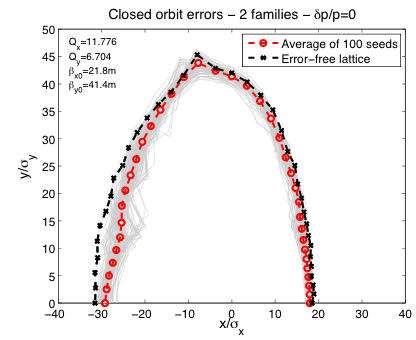 Closed orbit errors − 2 families − δp/p=0
Qx=11.776
Qy=6.704
βx0=21.8m
βy0=41.4m
Average of 100 seeds
Error-free lattice
50
45
40
35
30
25
20
15
10
5
0
y/σy
−40 −30 −20 −10 0 10 20 30 40
x/σx